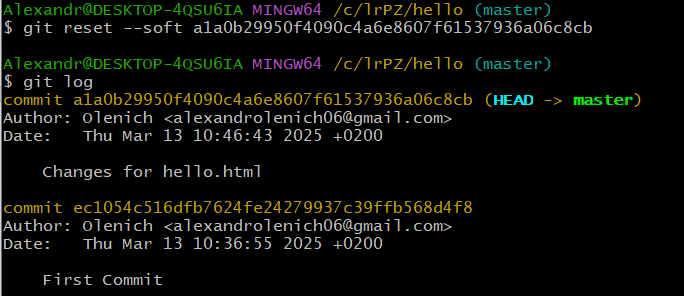 Alexandr@DESKTOP-4QSU6IA MINGW64 /c/lrPZ/hello (master)
$ git reset --soft a1a0b29950f4090c4a6e8607f61537936a06c8cb
Alexandr@DESKTOP-4QSU6IA MINGW64 /c/lrPZ/hello (master)
$ git log
commit a1a0b29950f4090c4a6e8607f61537936a06c8cb (HEAD -> master)
Author: Olenich <alexandrolenich06@gmail.com>
Date:   Thu Mar 13 10:46:43 2025 +0200
    Changes for hello.html
commit ec1054c516dfb7624fe24279937c39ffb568d4f8
Author: Olenich <alexandrolenich06@gmail.com>
Date:   Thu Mar 13 10:36:55 2025 +0200
    First Commit